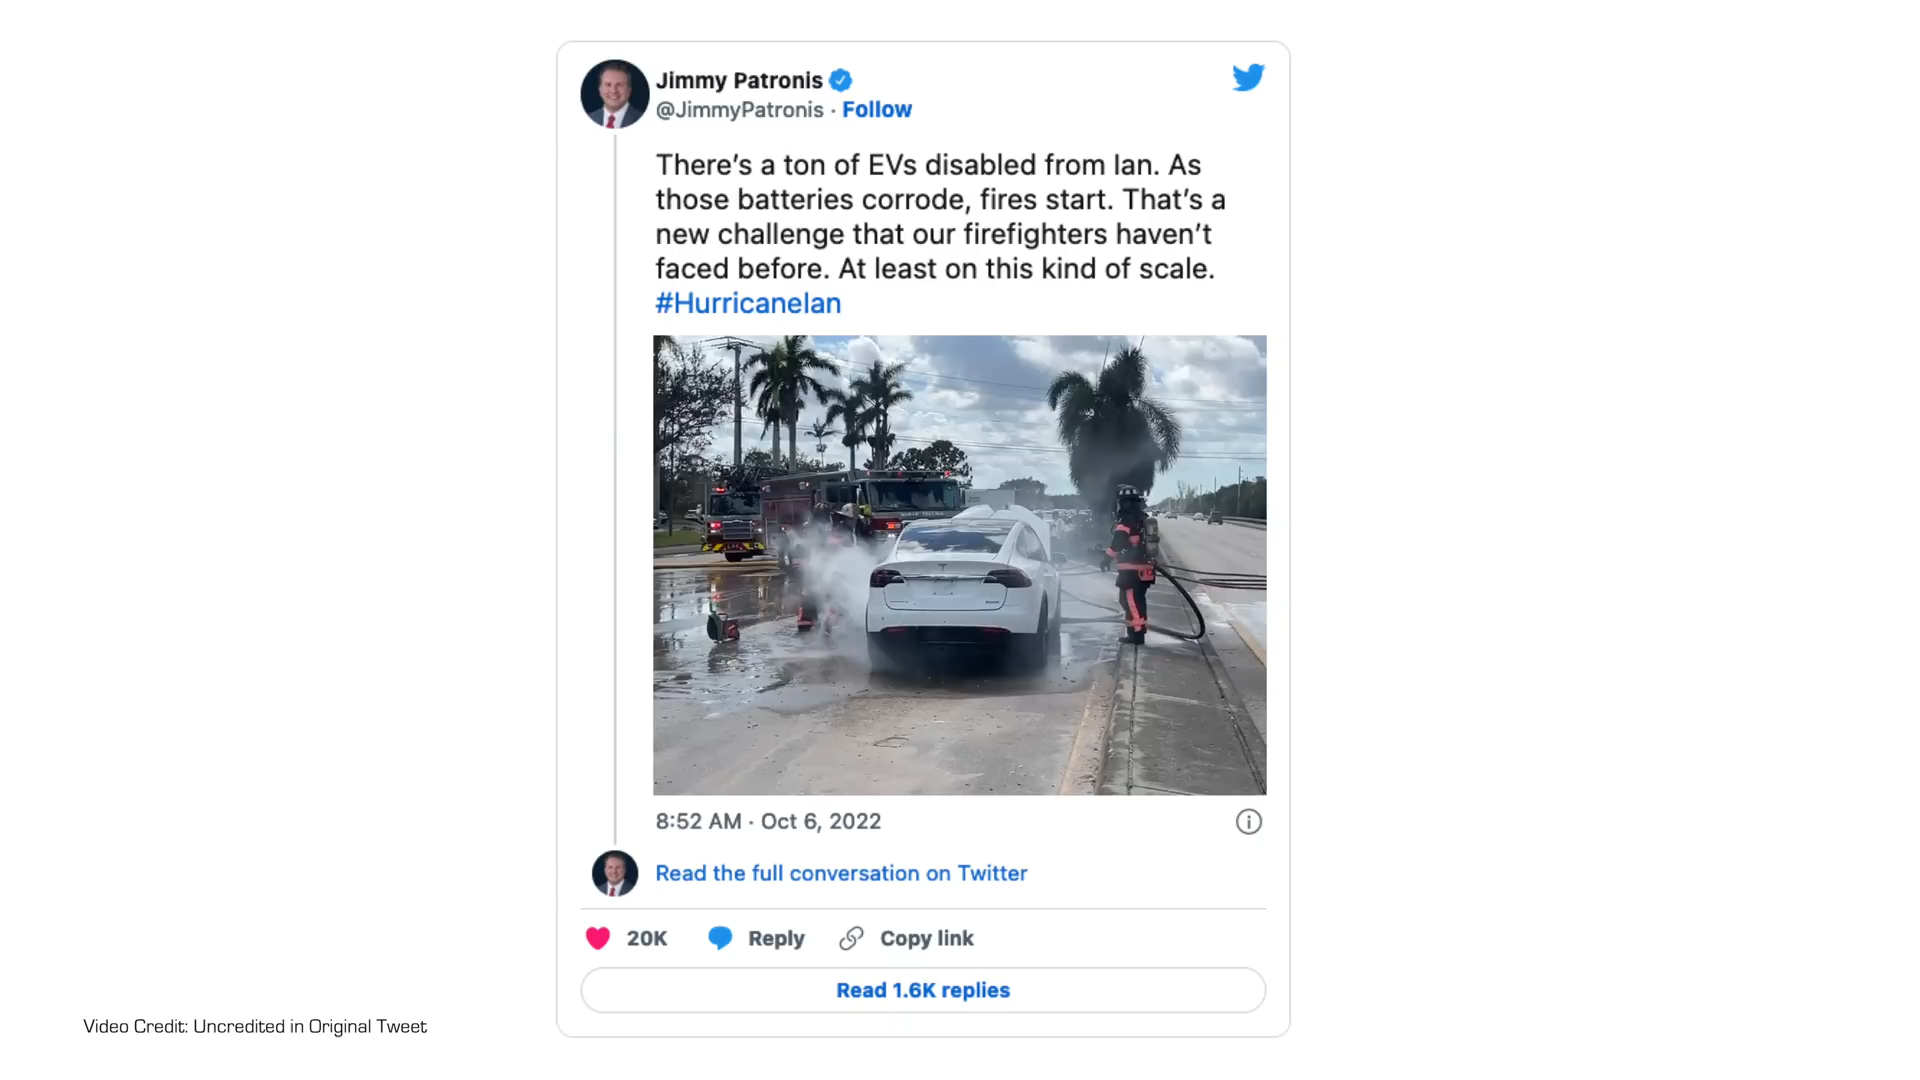 Jimmy Patronis
@JimmyPatronis · Follow
There's a ton of EVs disabled from Ian. As
those batteries corrode, fires start. That's a
new challenge that our firefighters haven't
faced before. At least on this kind of scale.
#HurricaneIan
8:52 AM · Oct 6, 2022
Read the full conversation on Twitter
20K Reply Copy link
Read 1.6K replies
Video Credit: Uncredited in Original Tweet